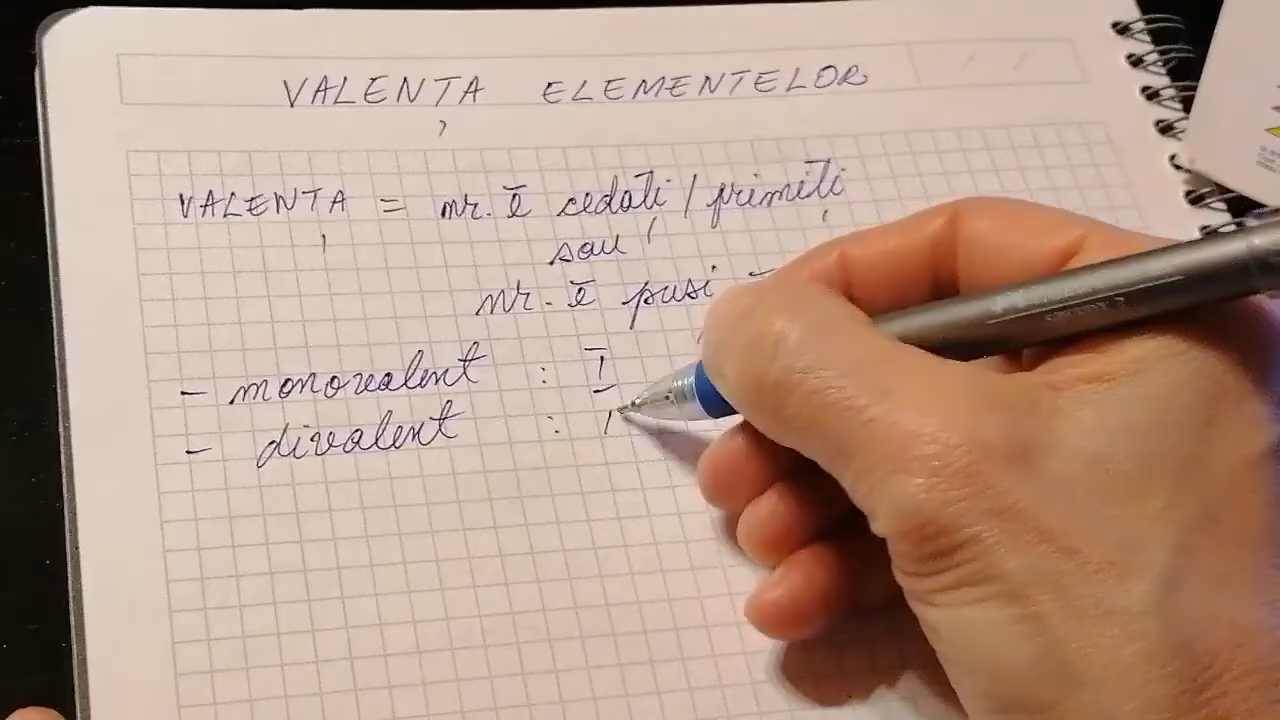 VALENȚA ELEMENTELOR
VALENȚA = nr. ē cedați / primiți
sau
nr. ē puși
- monovalent : I
- divalent : I